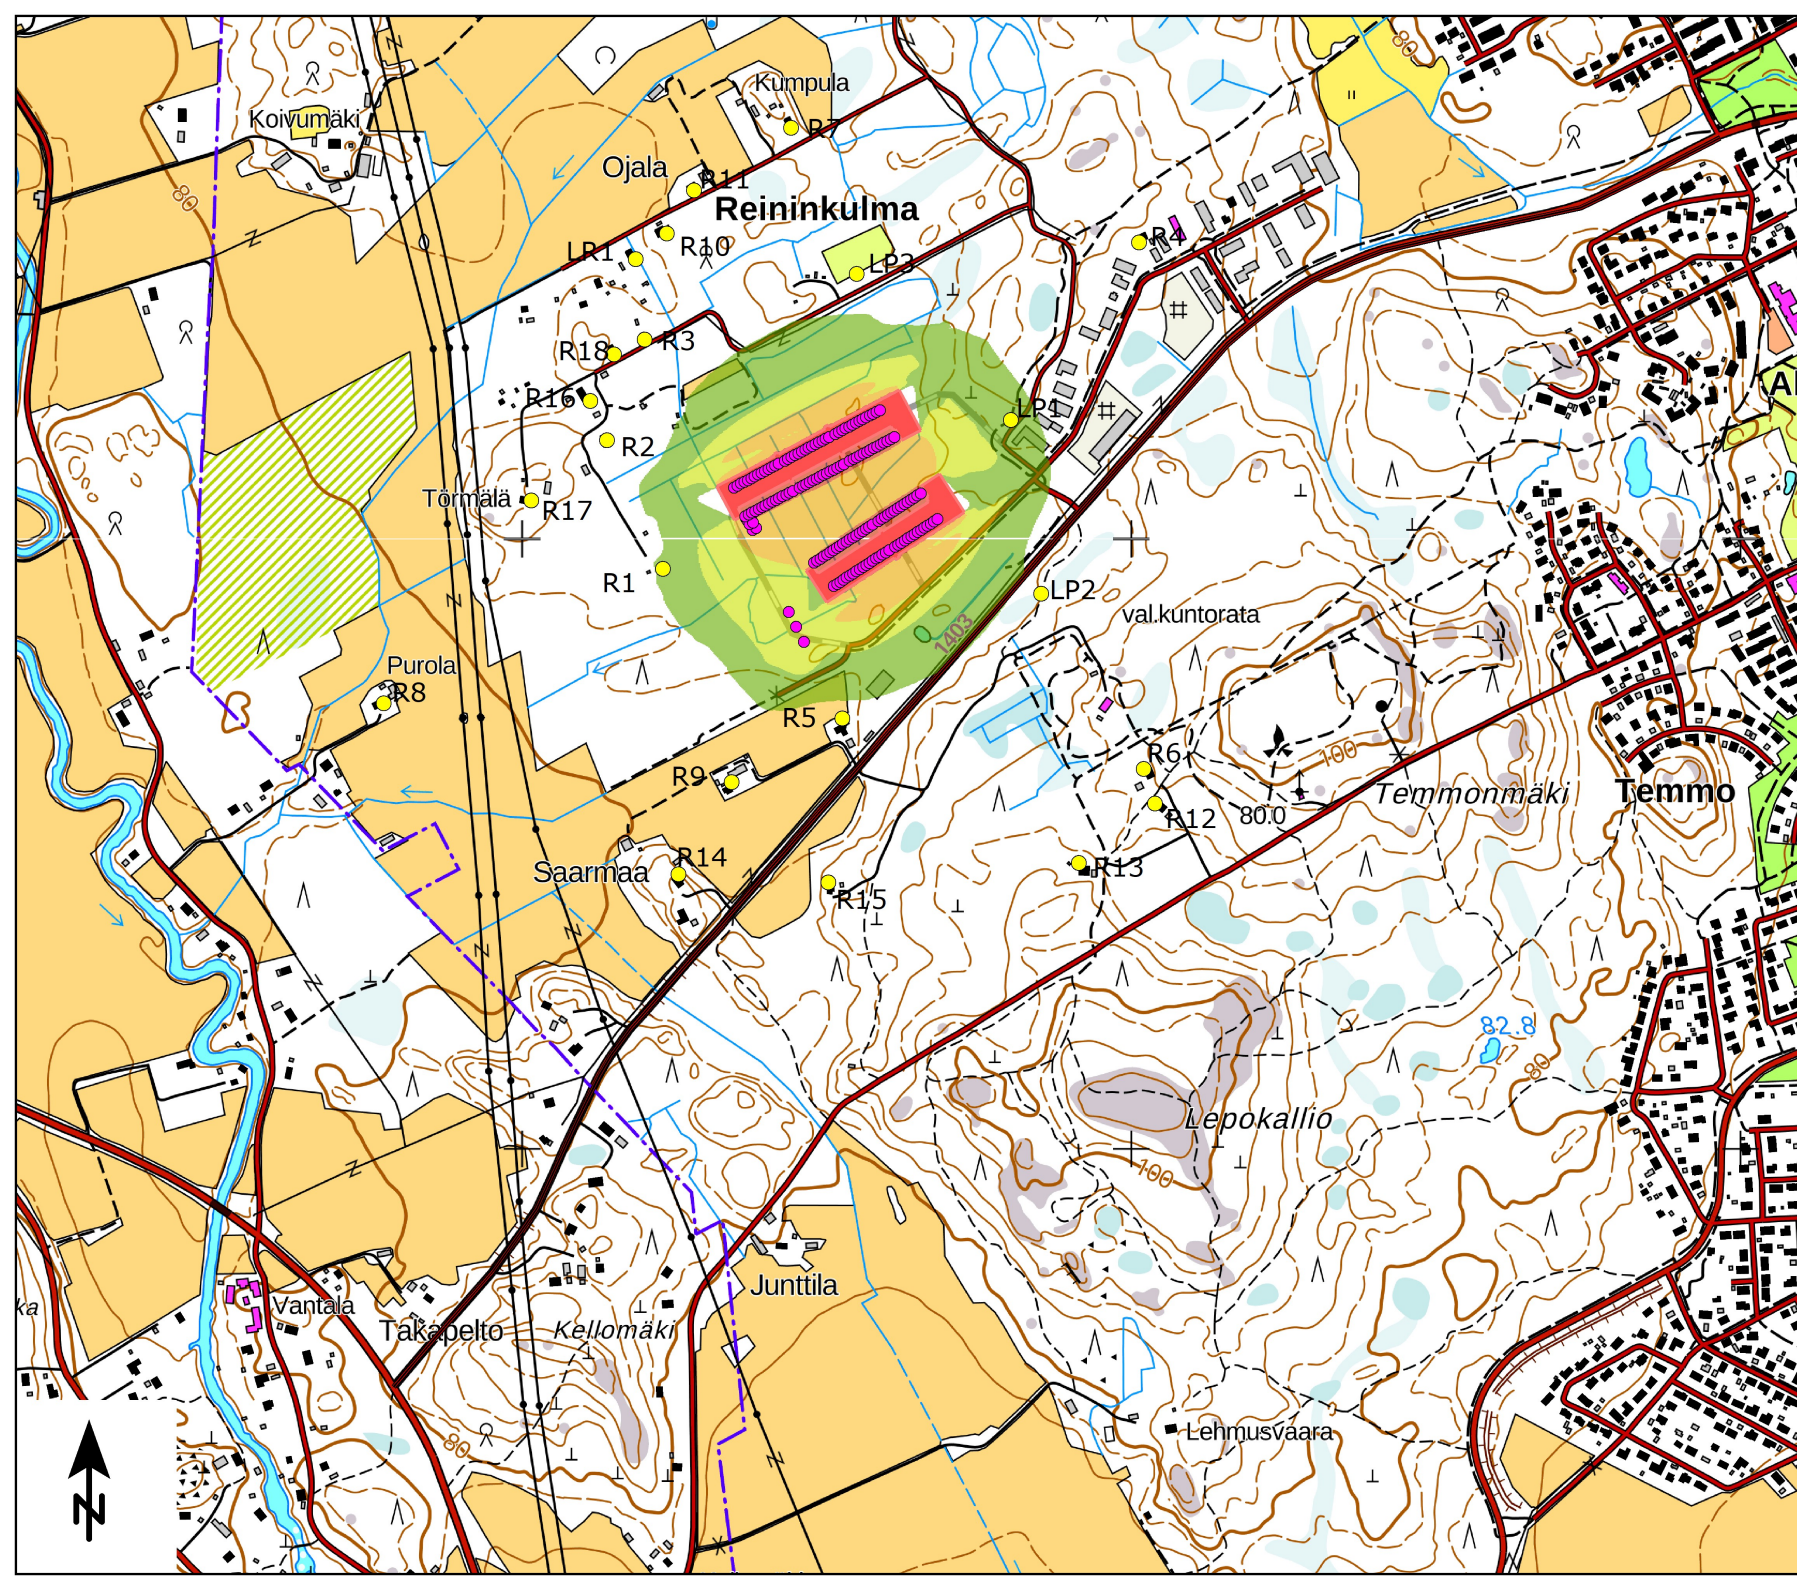 80
Kumpula
Koivumäki
R7
Ojala
R11
80
Reininkulma
R4
R10
LR1
LP3
R3
R18
Al
R16
LP1
R2
Törmälä
R17
R1
LP2
val.kuntorata
1403
Purola
R8
R5
R6
100
R9
Temmonmäki
Temmo
R12
80.0
R14
R13
Saarmaa
R15
82.8
80
Lepokallio
100
Junttila
ka
Vantala
Takapelto
Kellomäki
Lehmusvaara
80
N